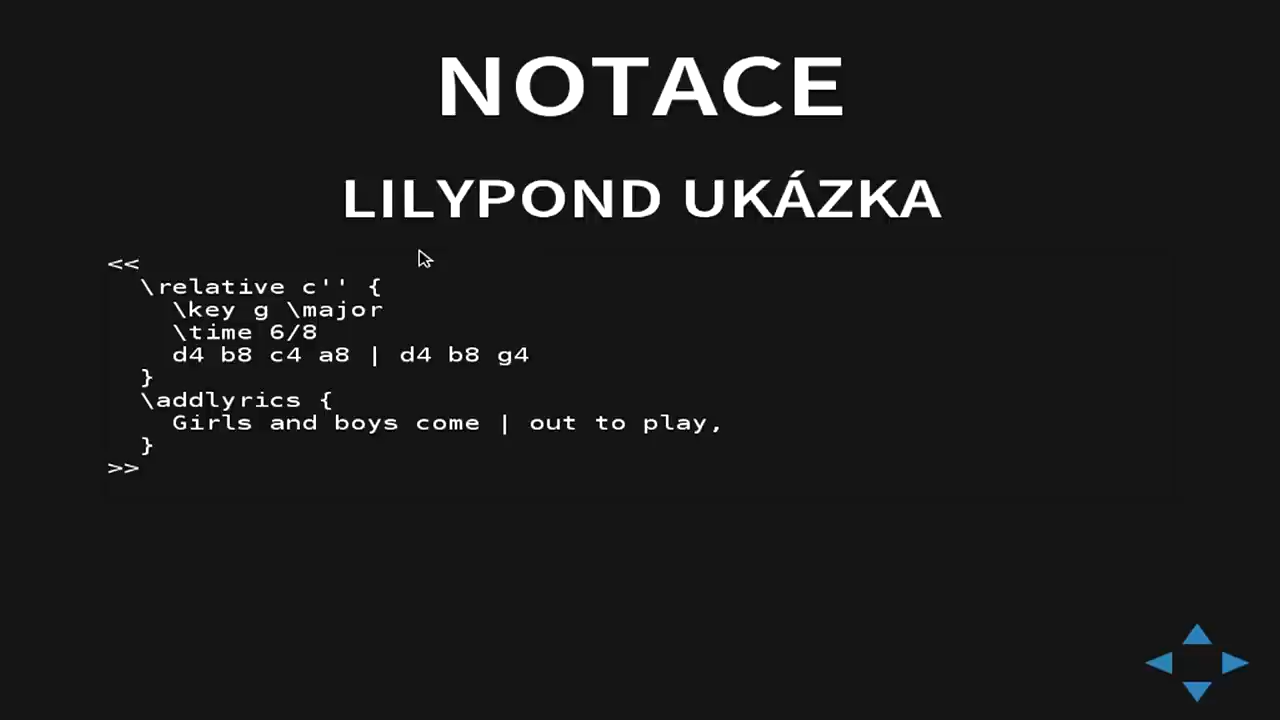 NOTACE
LILYPOND UKÁZKA
<<
  \relative c'' {
    \key g \major
    \time 6/8
    d4 b8 c4 a8 | d4 b8 g4
  }
  \addlyrics {
    Girls and boys come | out to play,
  }
>>